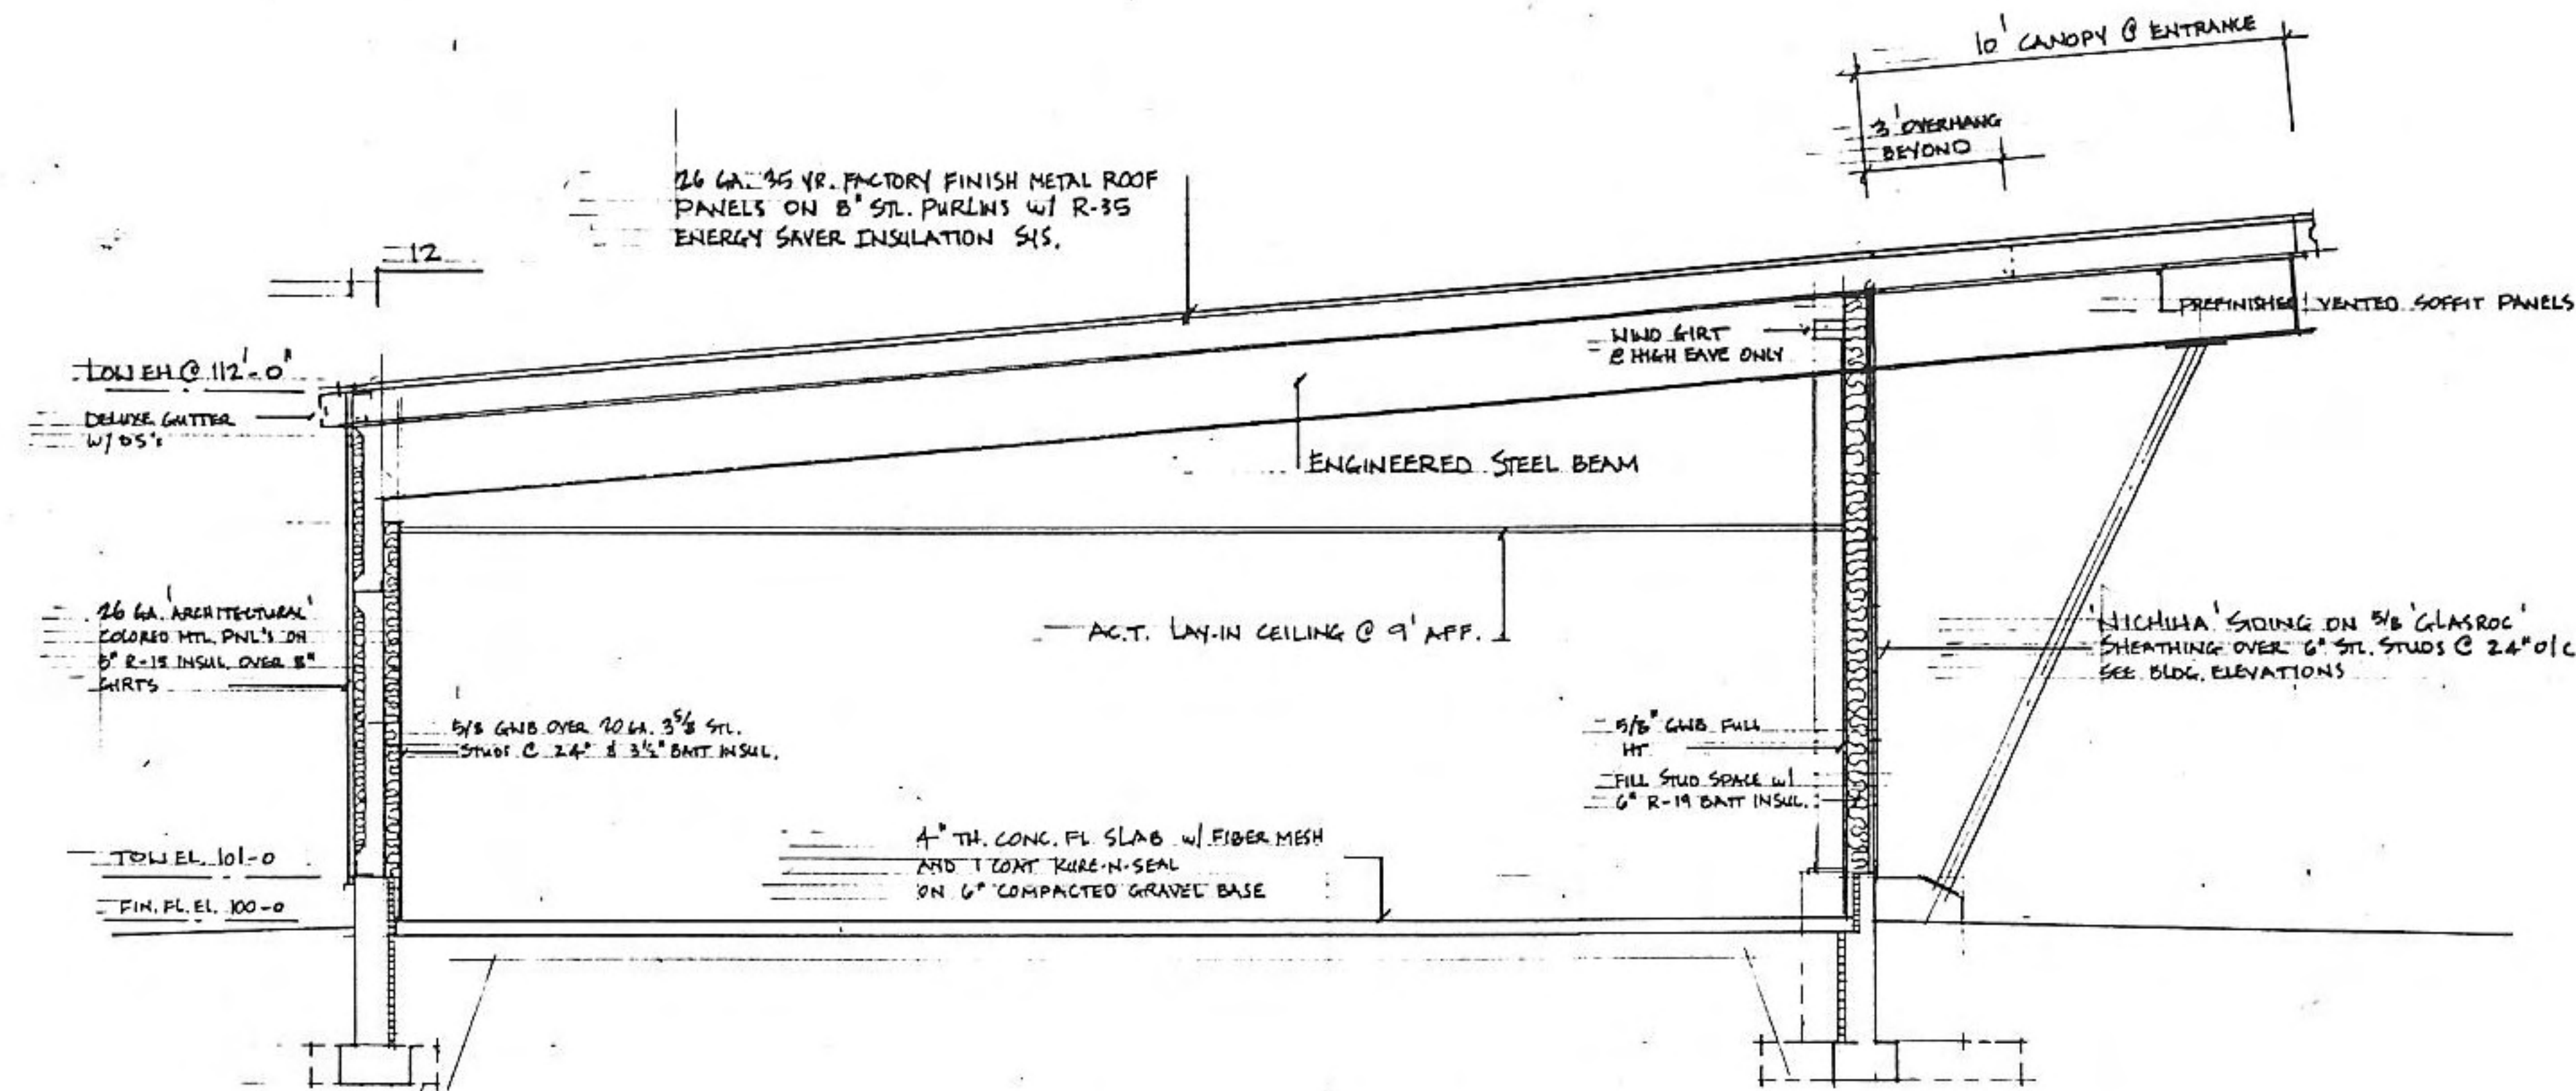 10' CANOPY @ ENTRANCE
3' OVERHANG
BEYOND
26 GA. 35 YR. FACTORY FINISH METAL ROOF
PANELS ON 8" STL. PURLINS W/ R-35
ENERGY SAVER INSULATION SYS.
12
LOW EH @ 112'-0"
DELUXE GUTTER
W/ DS's
WIND GIRT
@ HIGH EAVE ONLY
PREFINISHED VENTED SOFFIT PANELS
ENGINEERED STEEL BEAM
26 GA. 'ARCHITECTURAL'
COLORED MTL. PNL'S ON
R-15 INSUL. OVER 8"
GIRTS
A.C.T. LAY-IN CEILING @ 9' AFF.
'NICHIHA' SIDING ON 5/8 'GLASROC'
SHEATHING OVER 6" STL. STUDS @ 24" O/C
SEE BLDG. ELEVATIONS
5/8 GWB OVER 20 GA. 3 5/8 STL.
STUDS @ 24" & 3 1/2" BATT INSUL.
5/8" GWB FULL
HT
FILL STUD SPACE W/
6" R-19 BATT INSUL.
4" TH. CONC. FL SLAB W/ FIBER MESH
AND 1 COAT KURE-N-SEAL
ON 6" COMPACTED GRAVEL BASE
TOW EL. 101-0
FIN. FL. EL. 100-0